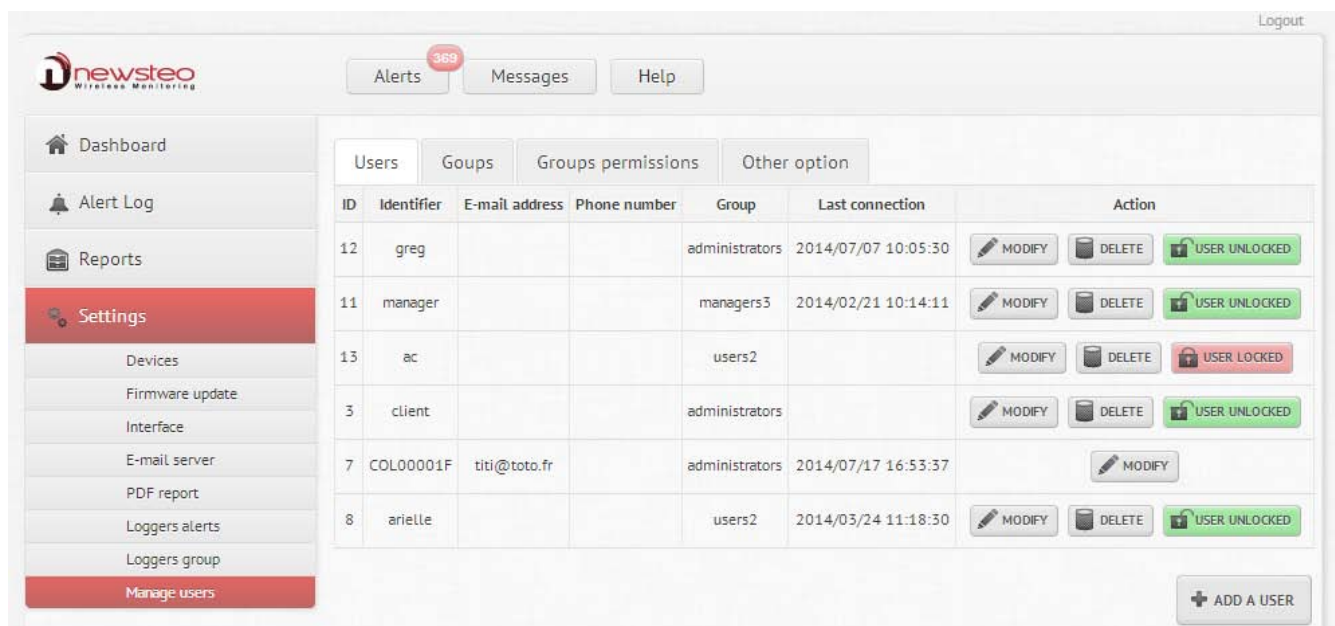 Logout
newsteo
Wireless Monitoring
Alerts 369 Messages Help
Dashboard
Alert Log
Reports
Settings
Devices
Firmware update
Interface
E-mail server
PDF report
Loggers alerts
Loggers group
Manage users
Users Goups Groups permissions Other option
ID Identifier E-mail address Phone number Group Last connection Action
12 greg administrators 2014/07/07 10:05:30 MODIFY DELETE USER UNLOCKED
11 manager managers3 2014/02/21 10:14:11 MODIFY DELETE USER UNLOCKED
13 ac users2 MODIFY DELETE USER LOCKED
3 client administrators MODIFY DELETE USER UNLOCKED
7 COL00001F titi@toto.fr administrators 2014/07/17 16:53:37 MODIFY
8 arielle users2 2014/03/24 11:18:30 MODIFY DELETE USER UNLOCKED
ADD A USER